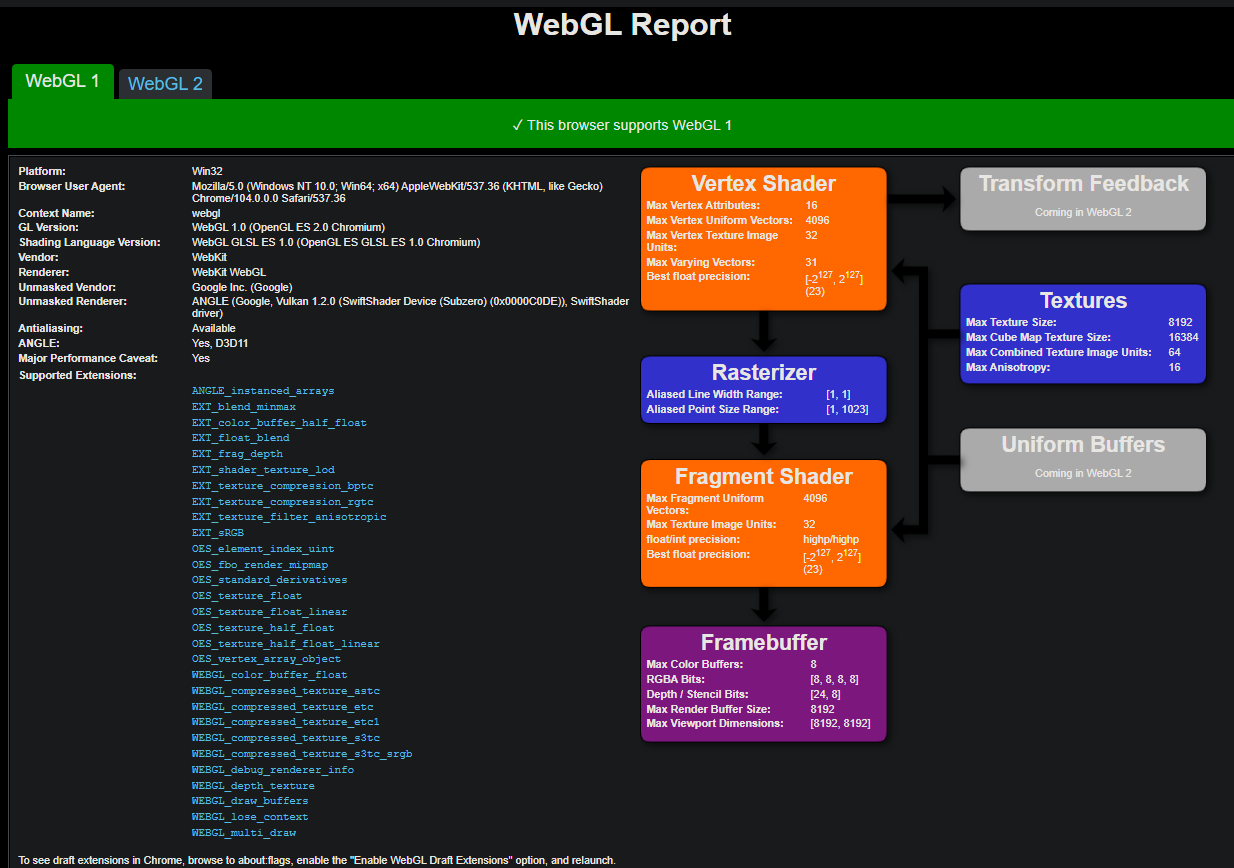 WebGL Report
WebGL 1
WebGL 2
✓ This browser supports WebGL 1
Platform: Win32
Browser User Agent: Mozilla/5.0 (Windows NT 10.0; Win64; x64) AppleWebKit/537.36 (KHTML, like Gecko)
Chrome/104.0.0.0 Safari/537.36
Context Name: webgl
GL Version: WebGL 1.0 (OpenGL ES 2.0 Chromium)
Shading Language Version: WebGL GLSL ES 1.0 (OpenGL ES GLSL ES 1.0 Chromium)
Vendor: WebKit
Renderer: WebKit WebGL
Unmasked Vendor: Google Inc. (Google)
Unmasked Renderer: ANGLE (Google, Vulkan 1.2.0 (SwiftShader Device (Subzero) (0x0000C0DE)), SwiftShader
driver)
Antialiasing: Available
ANGLE: Yes, D3D11
Major Performance Caveat: Yes
Supported Extensions:
ANGLE_instanced_arrays
EXT_blend_minmax
EXT_color_buffer_half_float
EXT_float_blend
EXT_frag_depth
EXT_shader_texture_lod
EXT_texture_compression_bptc
EXT_texture_compression_rgtc
EXT_texture_filter_anisotropic
EXT_sRGB
OES_element_index_uint
OES_fbo_render_mipmap
OES_standard_derivatives
OES_texture_float
OES_texture_float_linear
OES_texture_half_float
OES_texture_half_float_linear
OES_vertex_array_object
WEBGL_color_buffer_float
WEBGL_compressed_texture_astc
WEBGL_compressed_texture_etc
WEBGL_compressed_texture_etc1
WEBGL_compressed_texture_s3tc
WEBGL_compressed_texture_s3tc_srgb
WEBGL_debug_renderer_info
WEBGL_depth_texture
WEBGL_draw_buffers
WEBGL_lose_context
WEBGL_multi_draw
To see draft extensions in Chrome, browse to about:flags, enable the "Enable WebGL Draft Extensions" option, and relaunch.
Vertex Shader
Max Vertex Attributes: 16
Max Vertex Uniform Vectors: 4096
Max Vertex Texture Image 32
Units:
Max Varying Vectors: 31
Best float precision: [-2^127, 2^127]
(23)
Rasterizer
Aliased Line Width Range: [1, 1]
Aliased Point Size Range: [1, 1023]
Fragment Shader
Max Fragment Uniform 4096
Vectors:
Max Texture Image Units: 32
float/int precision: highp/highp
Best float precision: [-2^127, 2^127]
(23)
Framebuffer
Max Color Buffers: 8
RGBA Bits: [8, 8, 8, 8]
Depth / Stencil Bits: [24, 8]
Max Render Buffer Size: 8192
Max Viewport Dimensions: [8192, 8192]
Transform Feedback
Coming in WebGL 2
Textures
Max Texture Size: 8192
Max Cube Map Texture Size: 16384
Max Combined Texture Image Units: 64
Max Anisotropy: 16
Uniform Buffers
Coming in WebGL 2